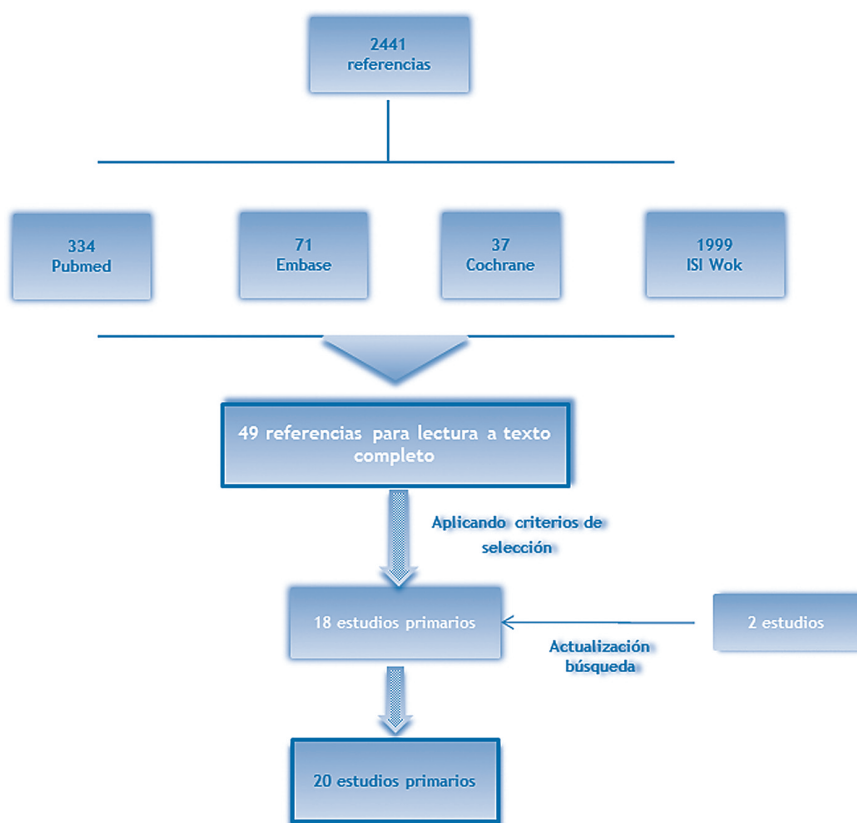 2441
referencias
334
Pubmed
71
Embase
37
Cochrane
1999
ISI Wok
49 referencias para lectura a texto
completo
Aplicando criterios de
selección
18 estudios primarios
2 estudios
Actualización
búsqueda
20 estudios primarios